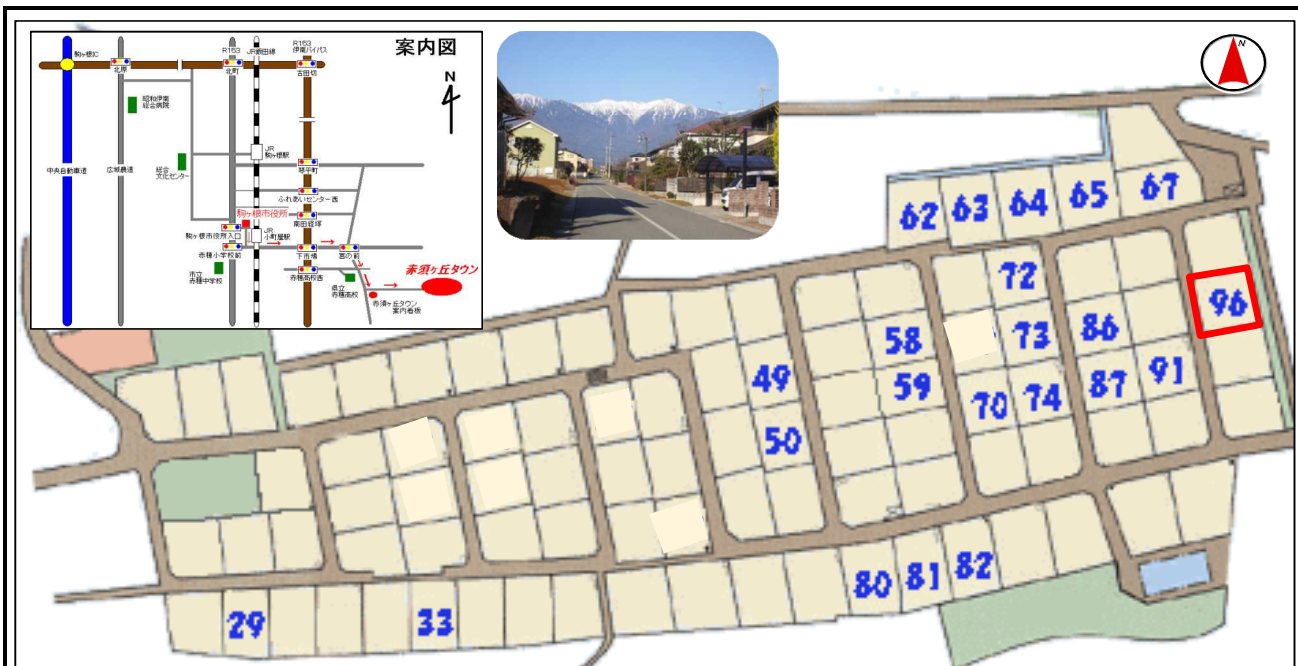 案内図
N
駒ヶ根IC
北原
R153
北町
JR飯田線
R153
伊南バイパス
古田切
昭和伊南
総合病院
JR
駒ヶ根駅
中央自動車道
広域農道
総合
文化センター
琴平町
ふれあいセンター西
駒ヶ根市役所
南田経塚
駒ヶ根市役所入口
JR
小町屋駅
赤穂小学校前
下市場
宮の前
市立
赤穂中学校
赤穂高校西
県立
赤穂高校
赤須ヶ丘タウン
赤須ヶ丘タウン
案内看板
N
62 63 64 65 67
72
96
58 73 86
49 59 70 74 87 91
50
80 81 82
29 33